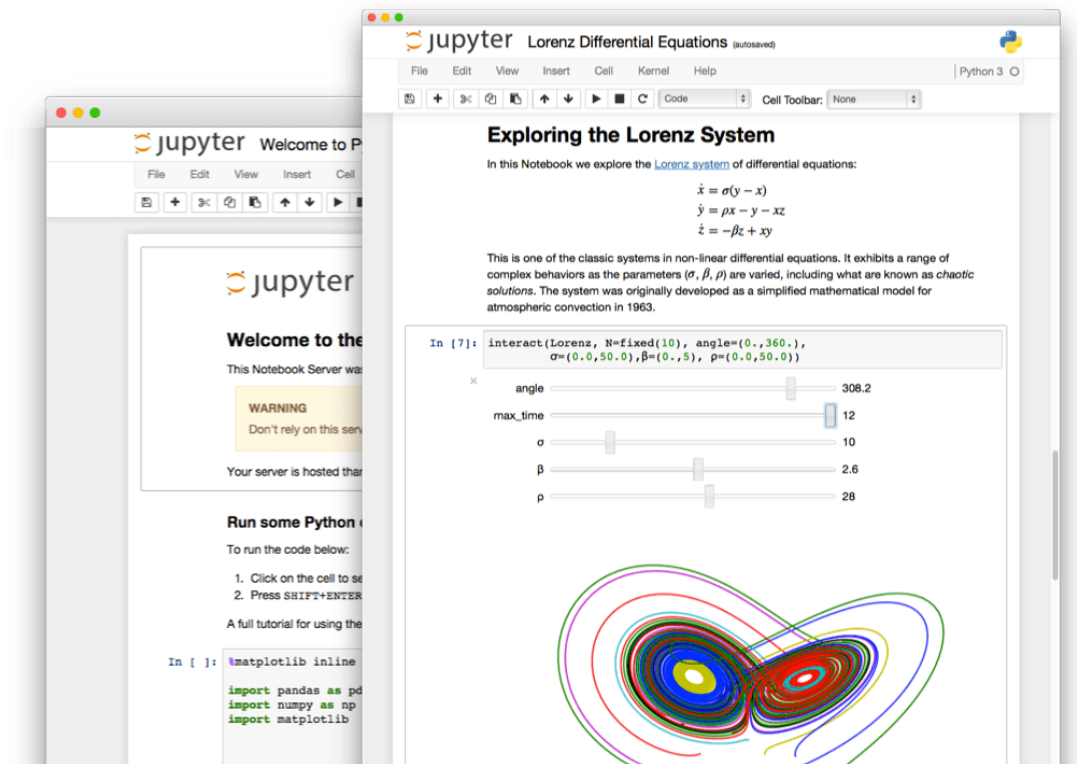 jupyter Lorenz Differential Equations (autosaved)
File Edit View Insert Cell Kernel Help Python 3
Code Cell Toolbar: None
Exploring the Lorenz System
In this Notebook we explore the Lorenz system of differential equations:
ẋ = σ(y − x)
ẏ = ρx − y − xz
ż = −βz + xy
This is one of the classic systems in non-linear differential equations. It exhibits a range of
complex behaviors as the parameters (σ, β, ρ) are varied, including what are known as chaotic
solutions. The system was originally developed as a simplified mathematical model for
atmospheric convection in 1963.
In [7]: interact(Lorenz, N=fixed(10), angle=(0.,360.),
σ=(0.0,50.0),β=(0.,5), ρ=(0.0,50.0))
angle 308.2
max_time 12
σ 10
β 2.6
ρ 28
jupyter Welcome to P
File Edit View Insert Cell
jupyter
Welcome to the
This Notebook Server was
WARNING
Don't rely on this serv
Your server is hosted than
Run some Python c
To run the code below:
1. Click on the cell to se
2. Press SHIFT+ENTER
A full tutorial for using the
In [ ]: %matplotlib inline
import pandas as pd
import numpy as np
import matplotlib